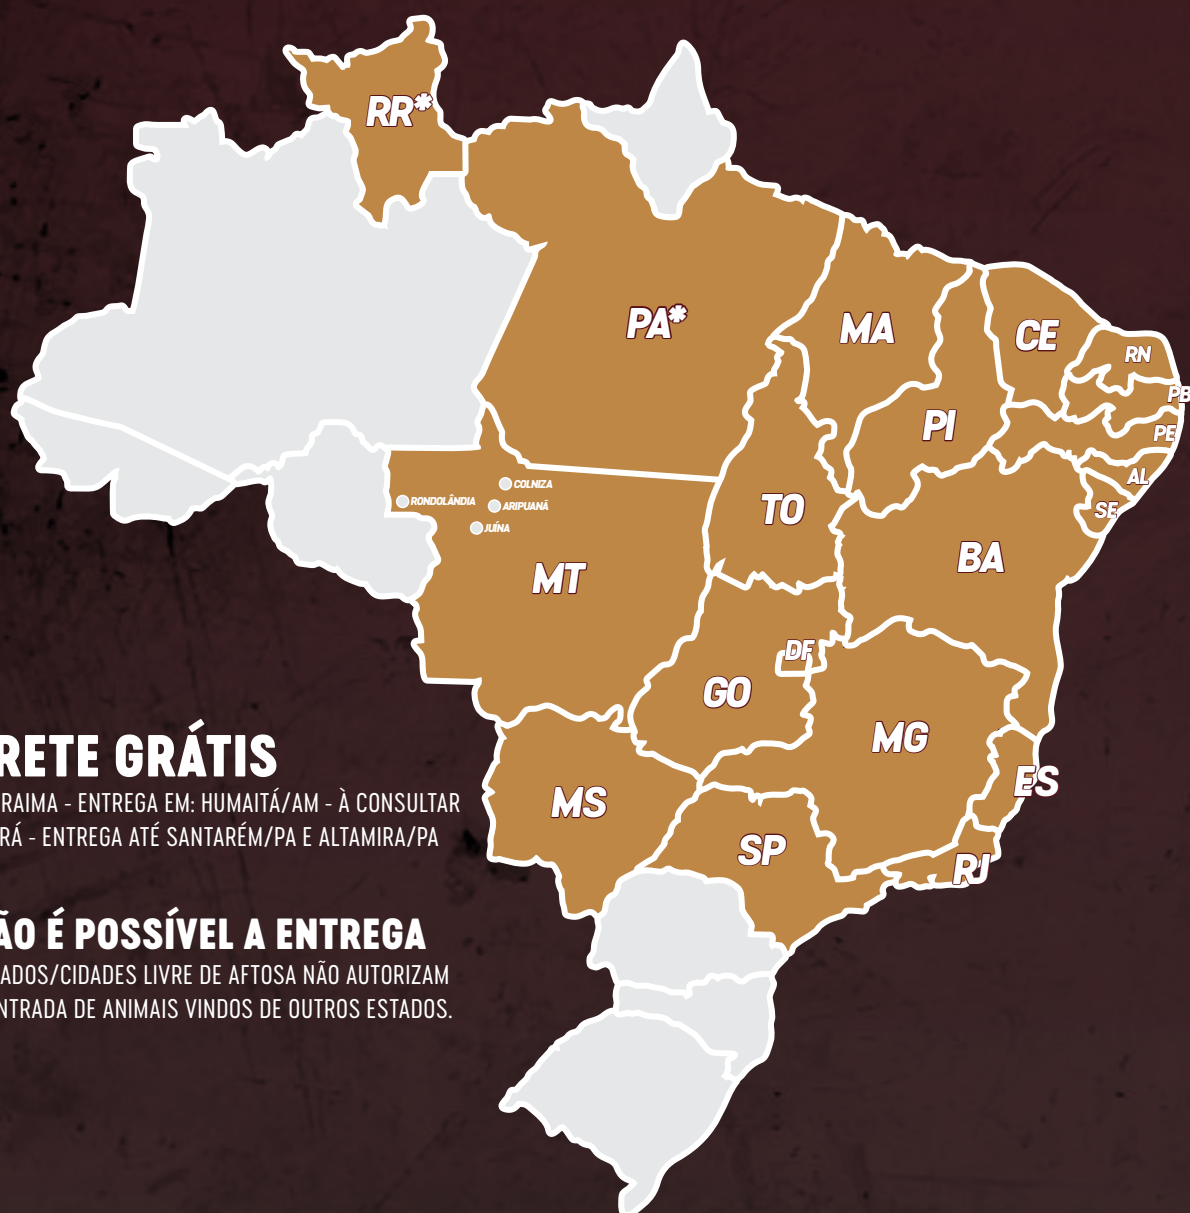 RR*
PA*
MA
CE
RN
PB
PE
AL
SE
PI
TO
BA
COLNIZA
RONDOLÂNDIA
ARIPUANÃ
JUÍNA
MT
DF
GO
MG
ES
MS
SP
RJ
RETE GRÁTIS
RAIMA - ENTREGA EM: HUMAITÁ/AM - À CONSULTAR
RÁ - ENTREGA ATÉ SANTARÉM/PA E ALTAMIRA/PA
ÃO É POSSÍVEL A ENTREGA
ADOS/CIDADES LIVRE DE AFTOSA NÃO AUTORIZAM
NTRADA DE ANIMAIS VINDOS DE OUTROS ESTADOS.